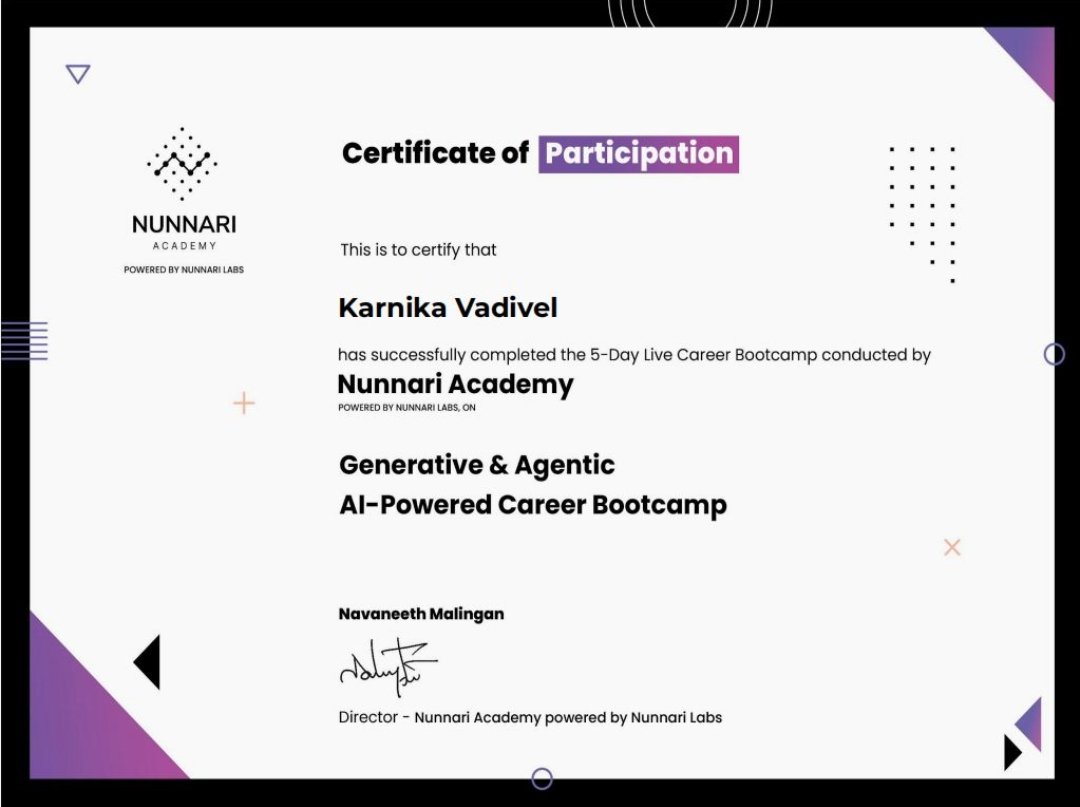 Certificate of Participation
NUNNARI
ACADEMY
POWERED BY NUNNARI LABS
This is to certify that
Karnika Vadivel
has successfully completed the 5-Day Live Career Bootcamp conducted by
Nunnari Academy
POWERED BY NUNNARI LABS, ON
Generative & Agentic
AI-Powered Career Bootcamp
Navaneeth Malingan
Director - Nunnari Academy powered by Nunnari Labs